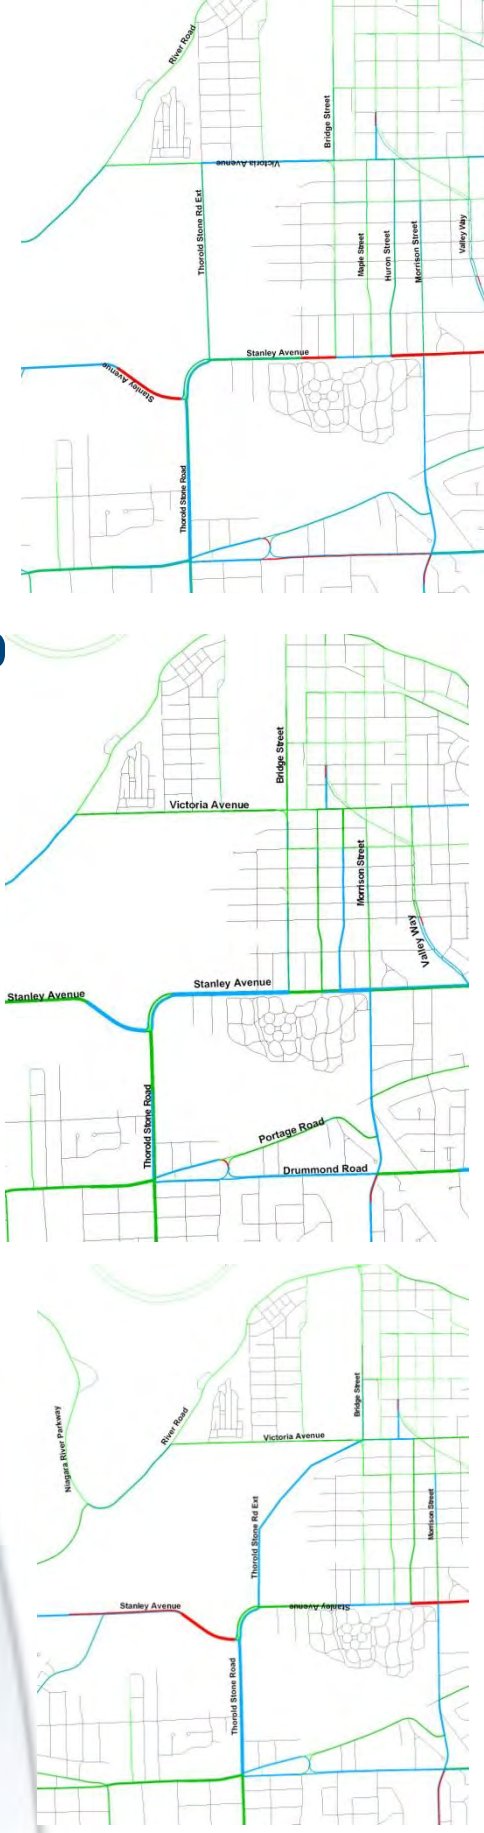 River Road
Bridge Street
Victoria Avenue
Thorold Stone Rd Ext
Maple Street
Huron Street
Morrison Street
Valley Way
Stanley Avenue
Stanley Avenue
Thorold Stone Road
Bridge Street
Victoria Avenue
Morrison Street
Valley Way
Stanley Avenue
Stanley Avenue
Thorold Stone Road
Portage Road
Drummond Road
Niagara River Parkway
River Road
Bridge Street
Victoria Avenue
Thorold Stone Rd Ext
Morrison Street
Stanley Avenue
Stanley Avenue
Thorold Stone Road